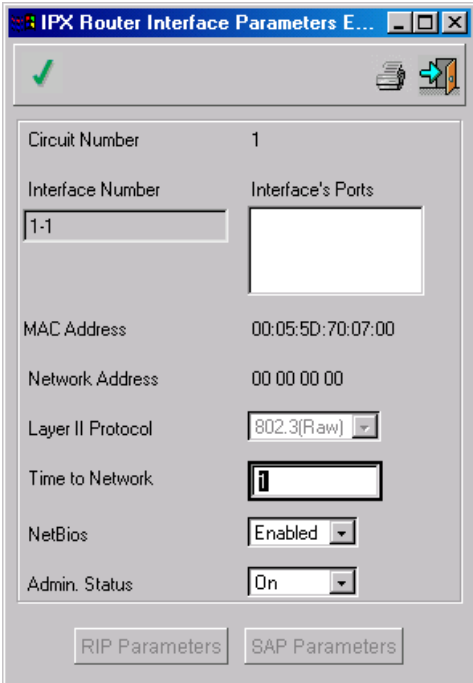 IPX Router Interface Parameters E...
Circuit Number 1
Interface Number Interface's Ports
1-1
MAC Address 00:05:5D:70:07:00
Network Address 00 00 00 00
Layer II Protocol 802.3(Raw)
Time to Network 1
NetBios Enabled
Admin. Status On
RIP Parameters SAP Parameters